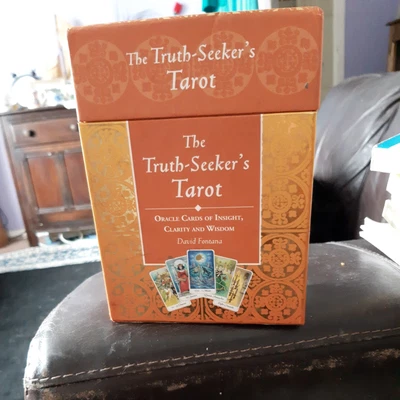 The Truth-Seeker's
Tarot
The
Truth-Seeker's
Tarot
Oracle Cards of Insight,
Clarity and Wisdom
David Fontana